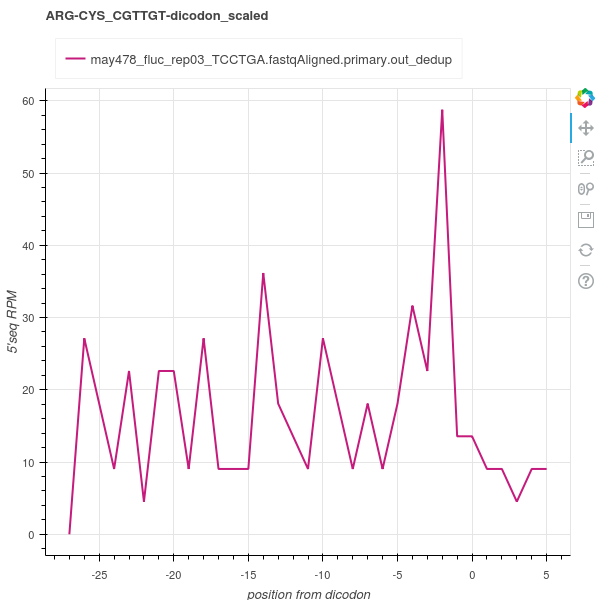 ARG-CYS_CGTTGT-dicodon_scaled
may478_fluc_rep03_TCCTGA.fastqAligned.primary.out_dedup
60
50
40
30
20
10
0
5'seq RPM
-25 -20 -15 -10 -5 0 5
position from dicodon